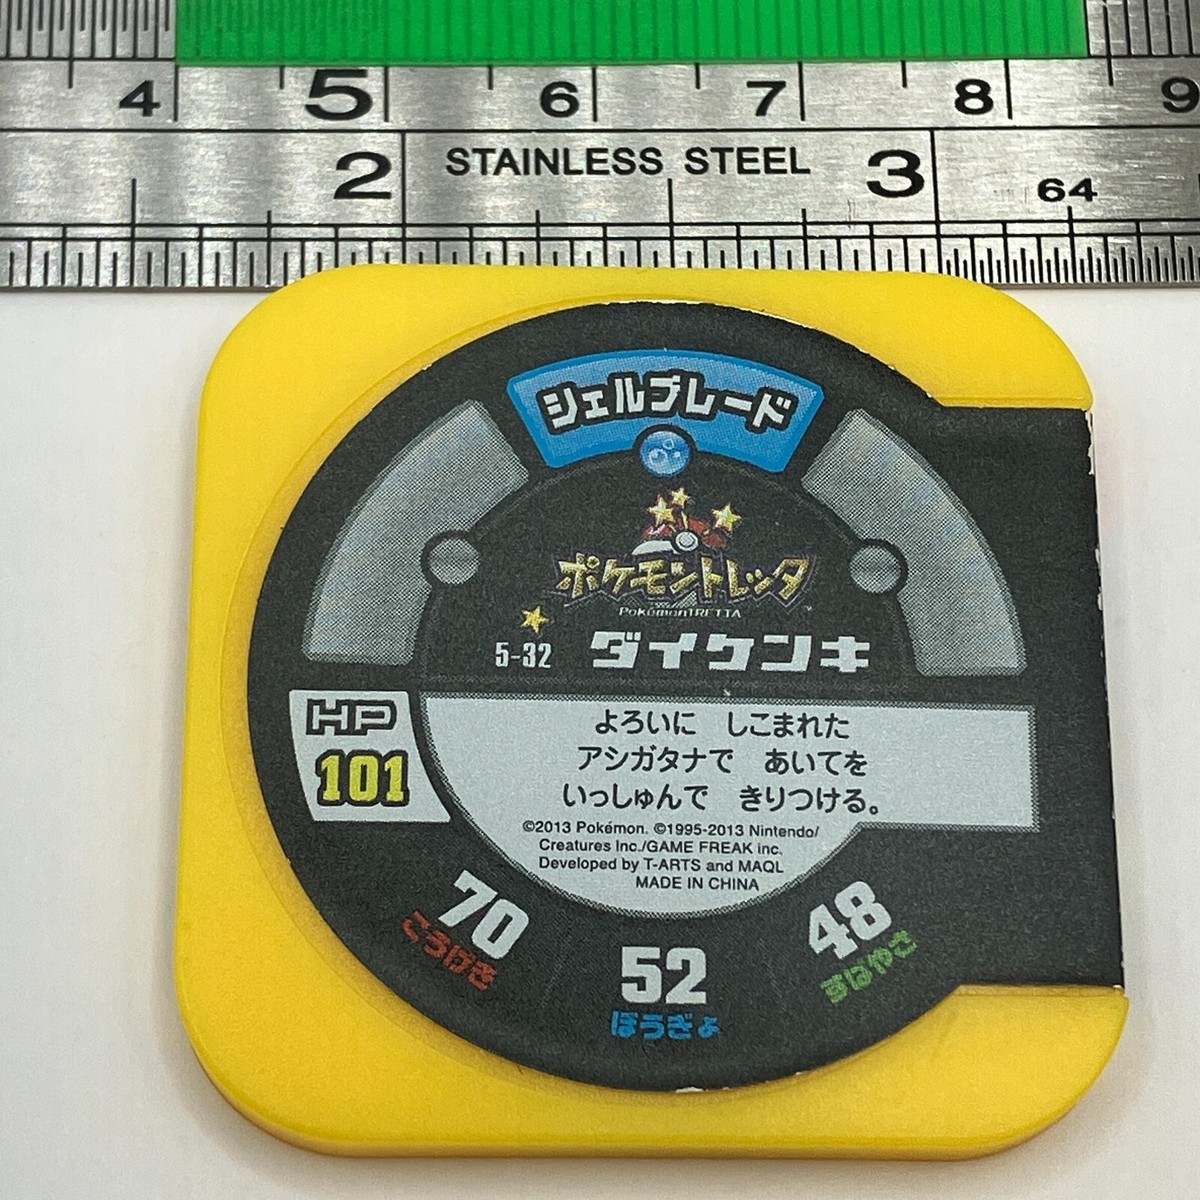 4 5 6 7 8 9
2 STAINLESS STEEL 3 64
シェルブレード
ポケモントレッタ
PokémonTRETTA
5-32 ダイケンキ
HP
101
よろいに しこまれた
アシガタナで あいてを
いっしゅんで きりつける。
©2013 Pokémon. ©1995-2013 Nintendo/
Creatures Inc./GAME FREAK inc.
Developed by T-ARTS and MAQL
MADE IN CHINA
70
こうげき
52
ぼうぎょ
48
すばやさ